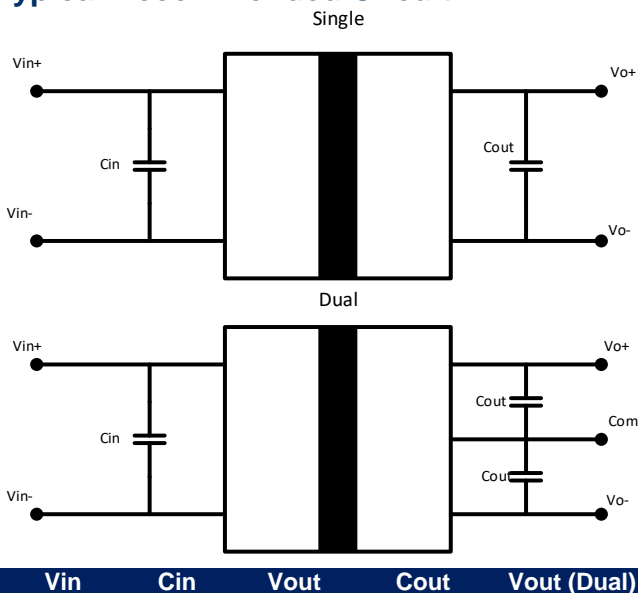 Single
Vin+
Vo+
Cin
Cout
Vin-
Vo-
Dual
Vin+
Vo+
Cout
Com
Cin
Cout
Vin-
Vo-
Vin Cin Vout Cout Vout (Dual)